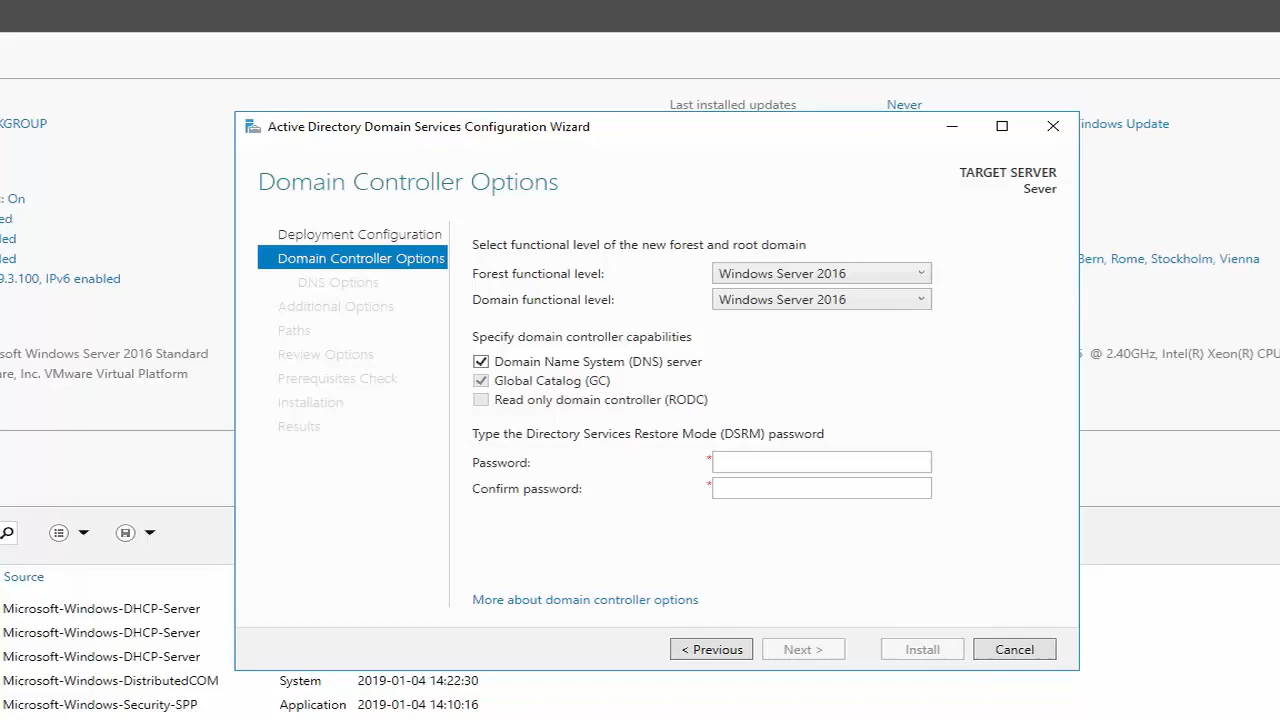 Last installed updates Never
KGROUP
indows Update
Active Directory Domain Services Configuration Wizard
Domain Controller Options
TARGET SERVER
Sever
: On
ed
led
led
9.3.100, IPv6 enabled
Bern, Rome, Stockholm, Vienna
Deployment Configuration
Domain Controller Options
DNS Options
Additional Options
Paths
Review Options
Prerequisites Check
Installation
Results
Select functional level of the new forest and root domain
Forest functional level: Windows Server 2016
Domain functional level: Windows Server 2016
Specify domain controller capabilities
Domain Name System (DNS) server
Global Catalog (GC)
Read only domain controller (RODC)
Type the Directory Services Restore Mode (DSRM) password
Password: *
Confirm password: *
More about domain controller options
< Previous Next > Install Cancel
soft Windows Server 2016 Standard
re, Inc. VMware Virtual Platform
@ 2.40GHz, Intel(R) Xeon(R) CPU
Source
Microsoft-Windows-DHCP-Server
Microsoft-Windows-DHCP-Server
Microsoft-Windows-DHCP-Server
Microsoft-Windows-DistributedCOM System 2019-01-04 14:22:30
Microsoft-Windows-Security-SPP Application 2019-01-04 14:10:16